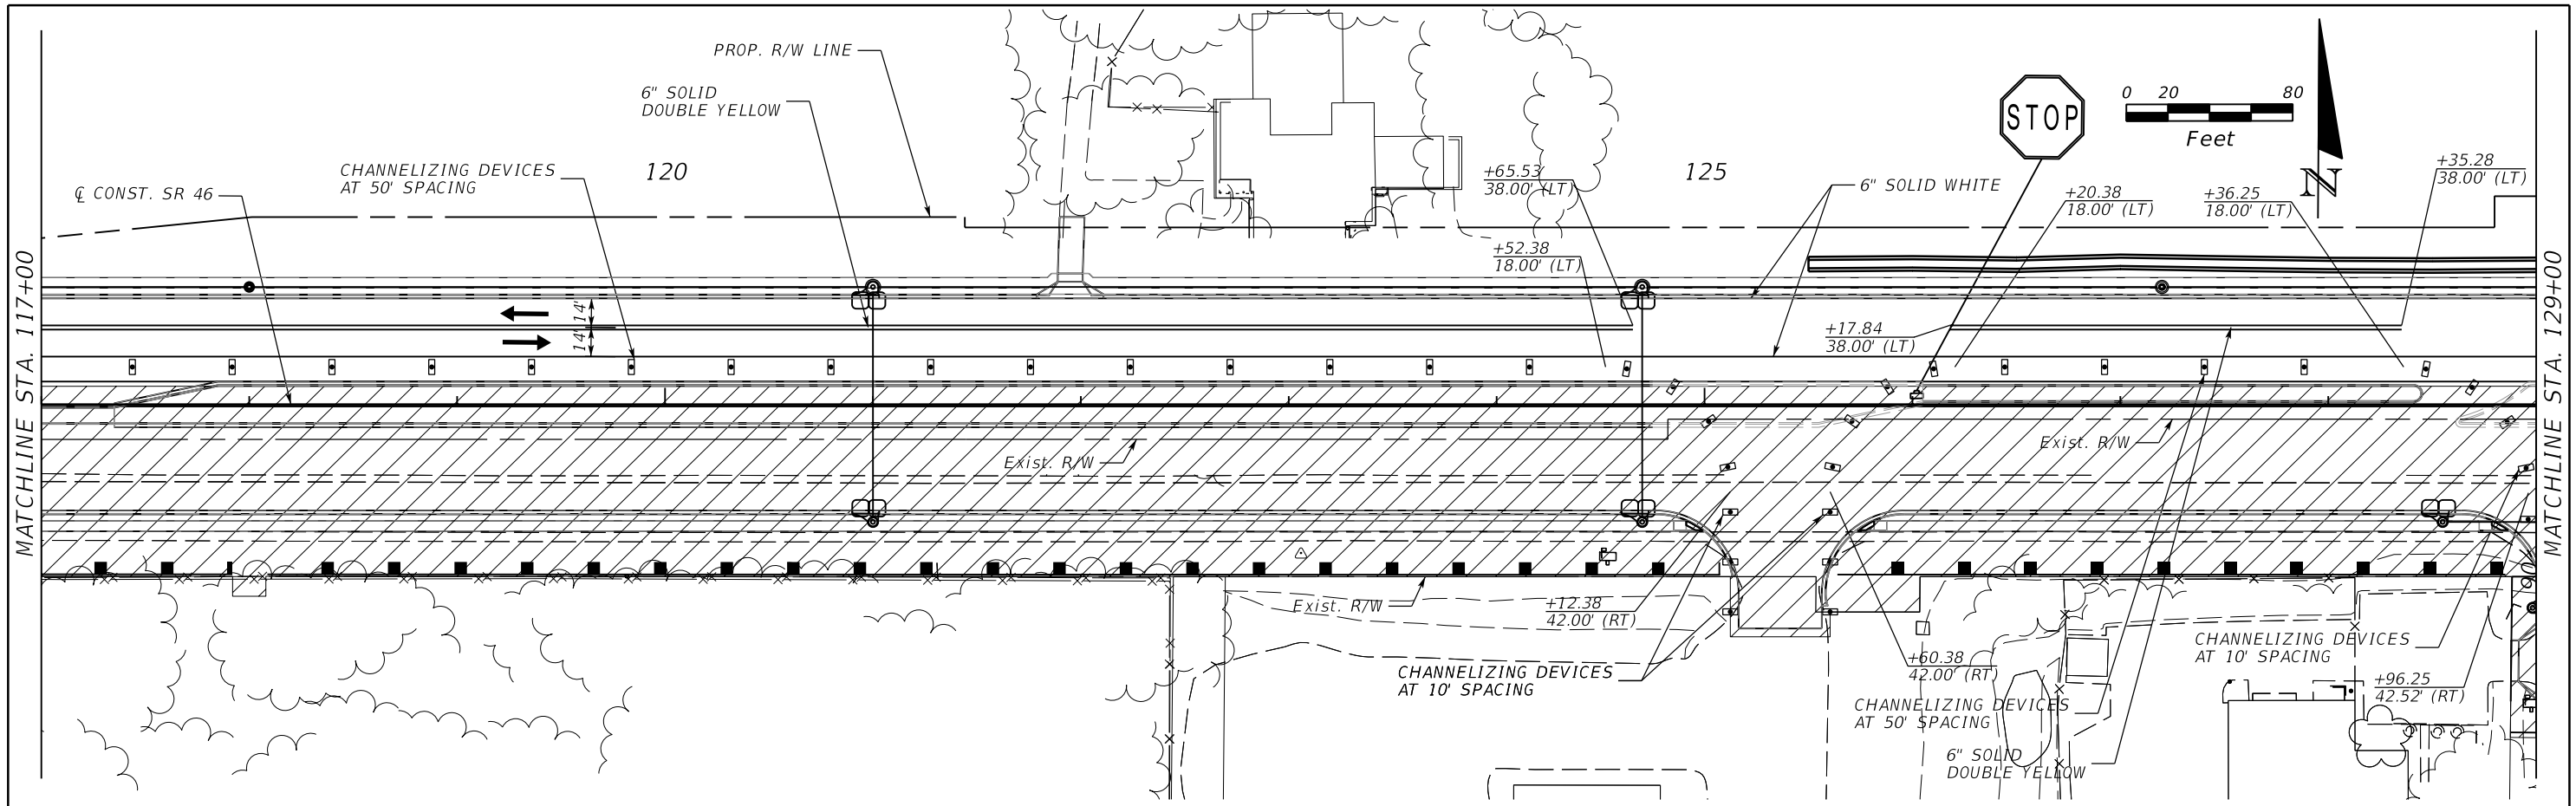 PROP. R/W LINE
6" SOLID
DOUBLE YELLOW
CHANNELIZING DEVICES
AT 50' SPACING
120
℄ CONST. SR 46
125
+65.53
38.00' (LT)
6" SOLID WHITE
STOP
0 20 80
Feet
N
+20.38
18.00' (LT)
+36.25
18.00' (LT)
+35.28
38.00' (LT)
+52.38
18.00' (LT)
14'
14'
+17.84
38.00' (LT)
MATCHLINE STA. 117+00
MATCHLINE STA. 129+00
Exist. R/W
Exist. R/W
Exist. R/W
+12.38
42.00' (RT)
CHANNELIZING DEVICES
AT 10' SPACING
+60.38
42.00' (RT)
CHANNELIZING DEVICES
AT 50' SPACING
6" SOLID
DOUBLE YELLOW
CHANNELIZING DEVICES
AT 10' SPACING
+96.25
42.52' (RT)